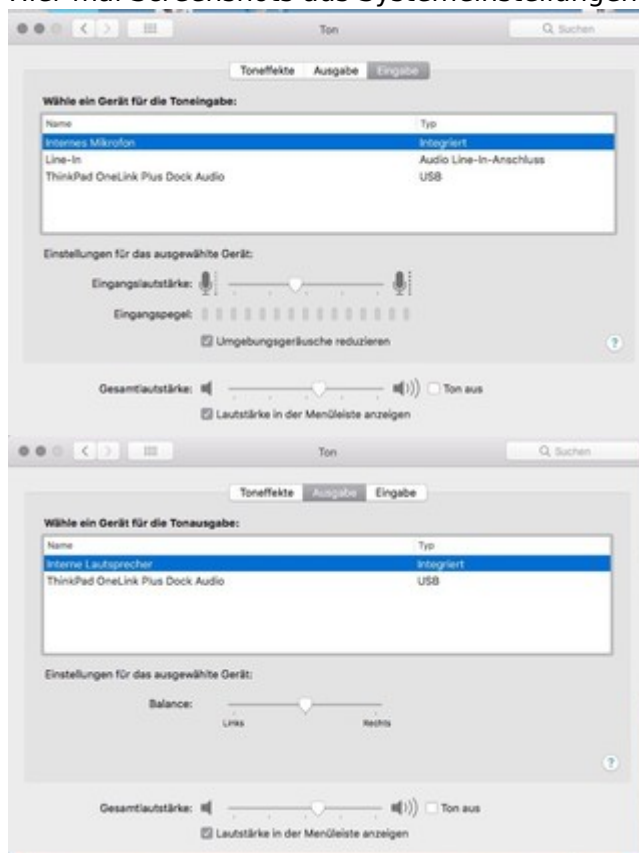 Hier mal Screenshots aus Systemeinstellungen
Ton
Suchen
Toneffekte Ausgabe Eingabe
Wähle ein Gerät für die Toneingabe:
Name Typ
Internes Mikrofon Integriert
Line-In Audio Line-In-Anschluss
ThinkPad OneLink Plus Dock Audio USB
Einstellungen für das ausgewählte Gerät:
Eingangslautstärke:
Eingangspegel:
Umgebungsgeräusche reduzieren
?
Gesamtlautstärke: Ton aus
Lautstärke in der Menüleiste anzeigen
Ton
Suchen
Toneffekte Ausgabe Eingabe
Wähle ein Gerät für die Tonausgabe:
Name Typ
Interne Lautsprecher Integriert
ThinkPad OneLink Plus Dock Audio USB
Einstellungen für das ausgewählte Gerät:
Balance:
Links Rechts
?
Gesamtlautstärke: Ton aus
Lautstärke in der Menüleiste anzeigen